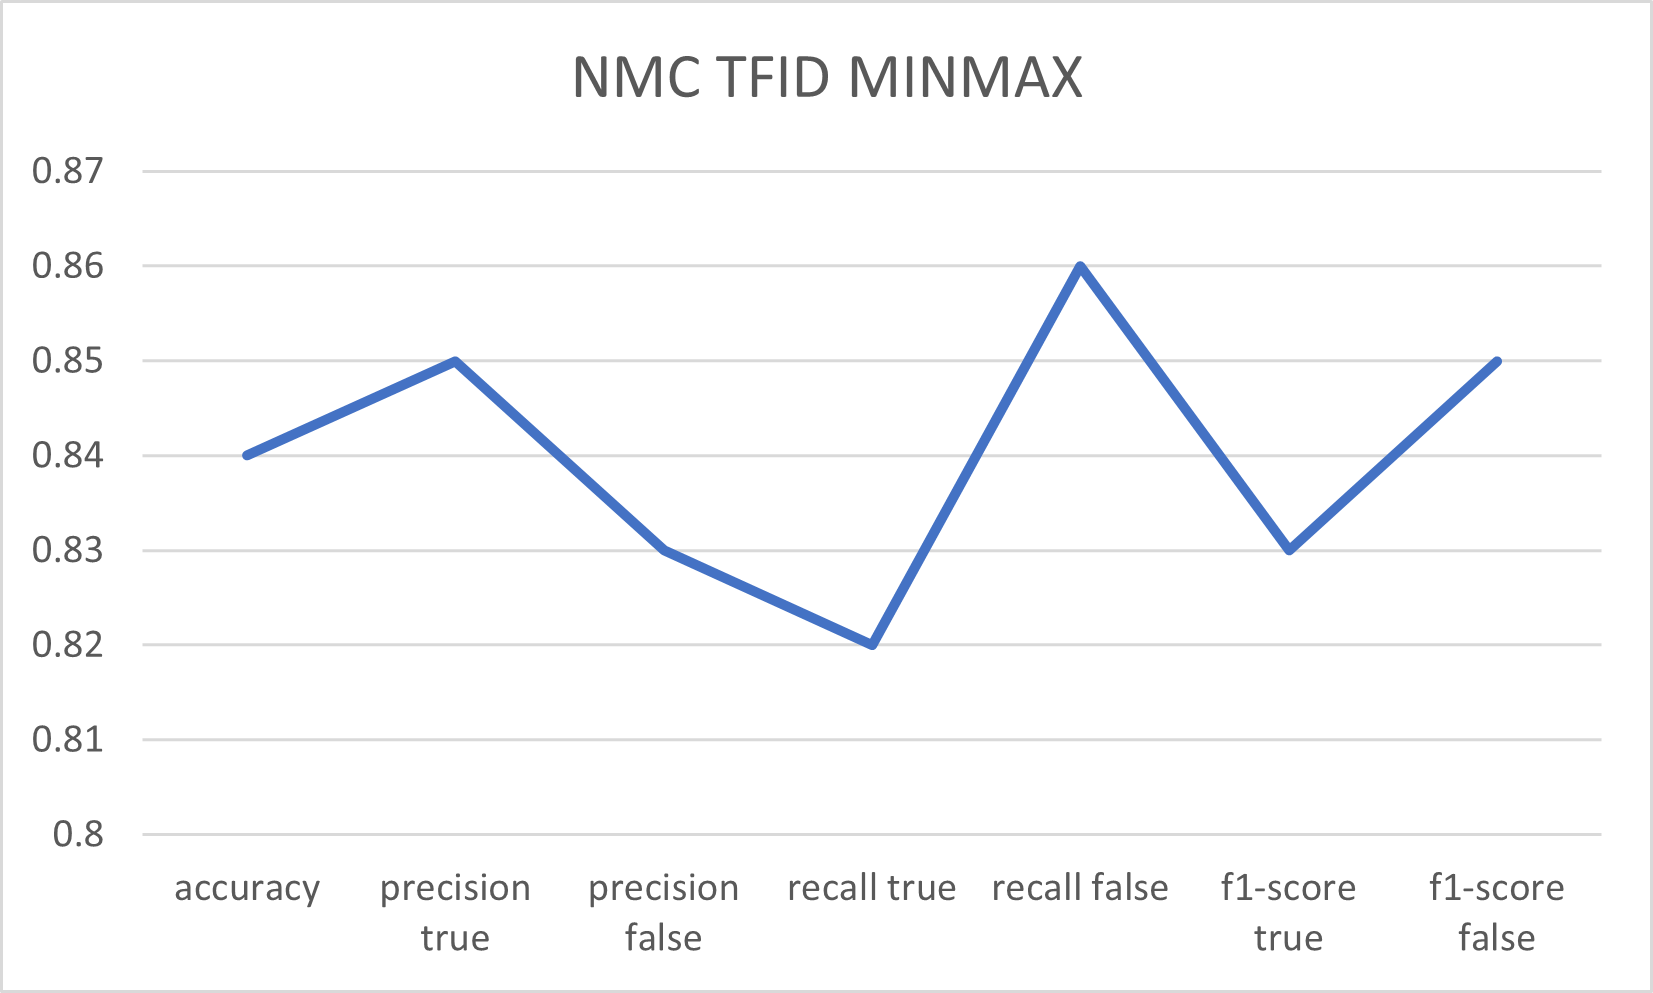 NMC TFID MINMAX
0.87
0.86
0.85
0.84
0.83
0.82
0.81
0.8
accuracy
precision
true
precision
false
recall true
recall false
f1-score
true
f1-score
false